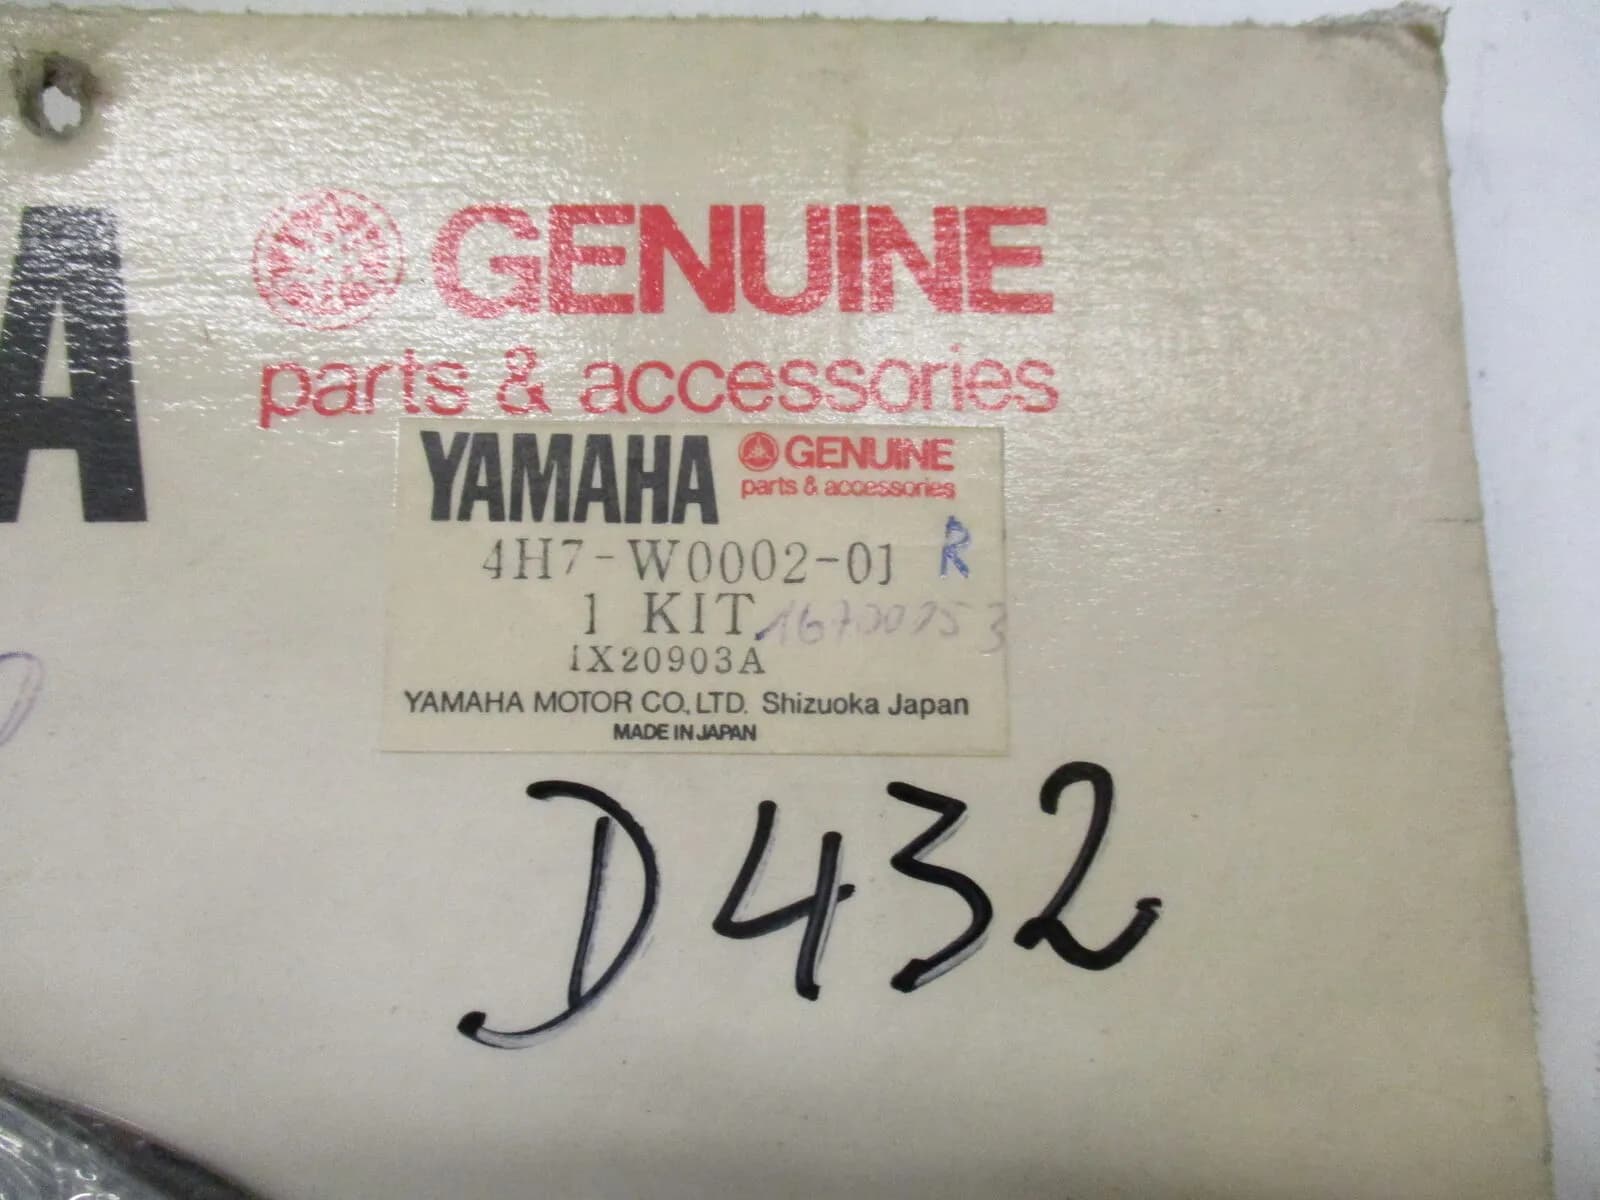 A GENUINE
parts & accessories
YAMAHA GENUINE
parts & accessories
4H7-W0002-01 R
1 KIT
1X20903A
YAMAHA MOTOR CO., LTD. Shizuoka Japan
MADE IN JAPAN
D432